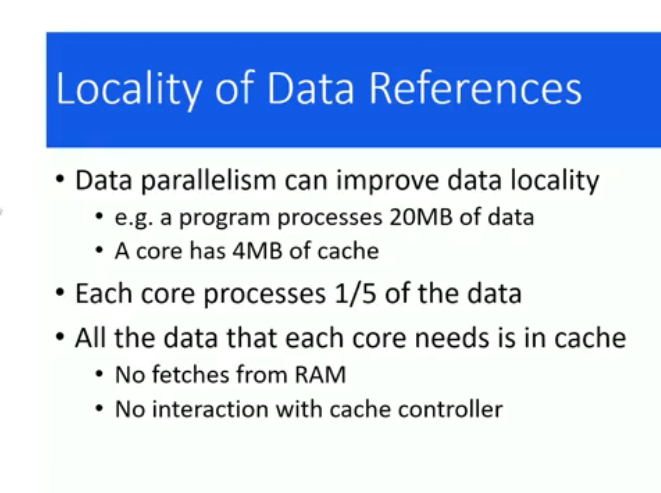 Locality of Data References
• Data parallelism can improve data locality
• e.g. a program processes 20MB of data
• A core has 4MB of cache
• Each core processes 1/5 of the data
• All the data that each core needs is in cache
• No fetches from RAM
• No interaction with cache controller